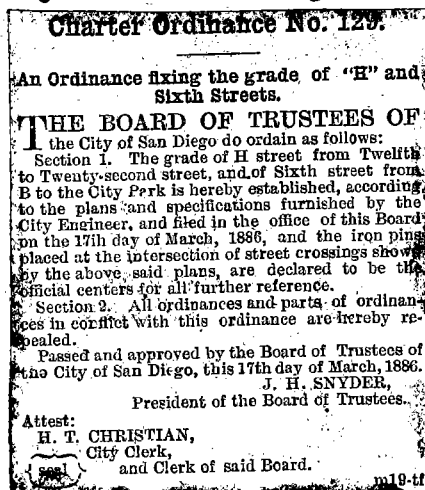 Charter Ordinance No. 129.
An Ordinance fixing the grade of "H" and
Sixth Streets.
THE BOARD OF TRUSTEES OF
the City of San Diego do ordain as follows:
Section 1. The grade of H street from Twelfth
to Twenty-second street, and of Sixth street from
B to the City Park is hereby established, according
to the plans and specifications furnished by the
City Engineer, and filed in the office of this Board
on the 17th day of March, 1886, and the iron pins
placed at the intersection of street crossings shown
by the above said plans, are declared to be the
official centers for all further reference.
Section 2. All ordinances and parts of ordinan-
ces in conflict with this ordinance are hereby re-
pealed.
Passed and approved by the Board of Trustees of
the City of San Diego, this 17th day of March, 1886.
J. H. SNYDER,
President of the Board of Trustees.
Attest:
H. T. CHRISTIAN,
City Clerk,
{seal} and Clerk of said Board.
m19-tf